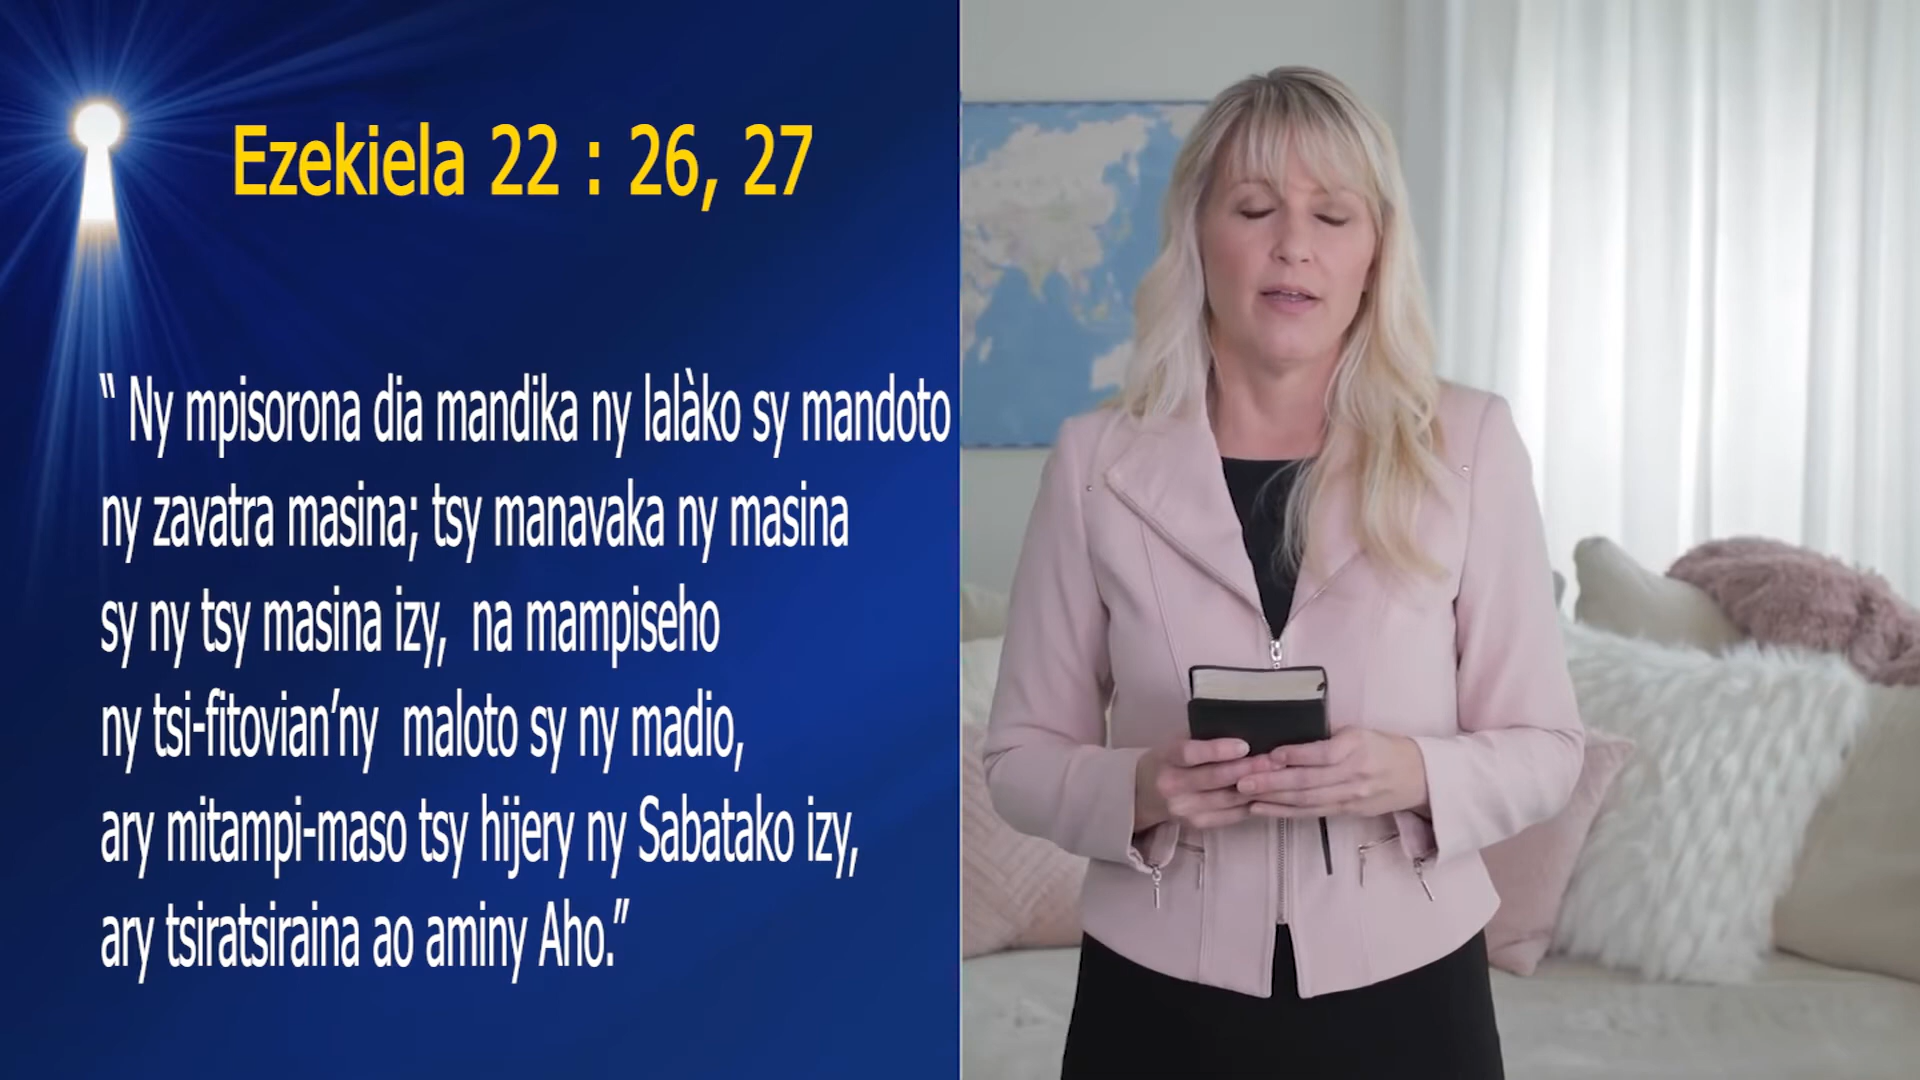 Ezekiela 22 : 26, 27
“ Ny mpisorona dia mandika ny lalàko sy mandoto
ny zavatra masina; tsy manavaka ny masina
sy ny tsy masina izy, na mampiseho
ny tsi-fitovian’ny maloto sy ny madio,
ary mitampi-maso tsy hijery ny Sabatako izy,
ary tsiratsiraina ao aminy Aho.”